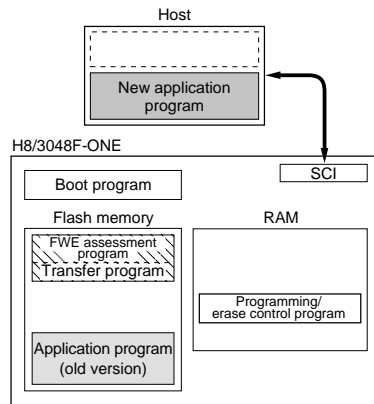 Host
New application
program
H8/3048F-ONE
SCI
Boot program
Flash memory
RAM
FWE assessment
program
Transfer program
Programming/
erase control program
Application program
(old version)